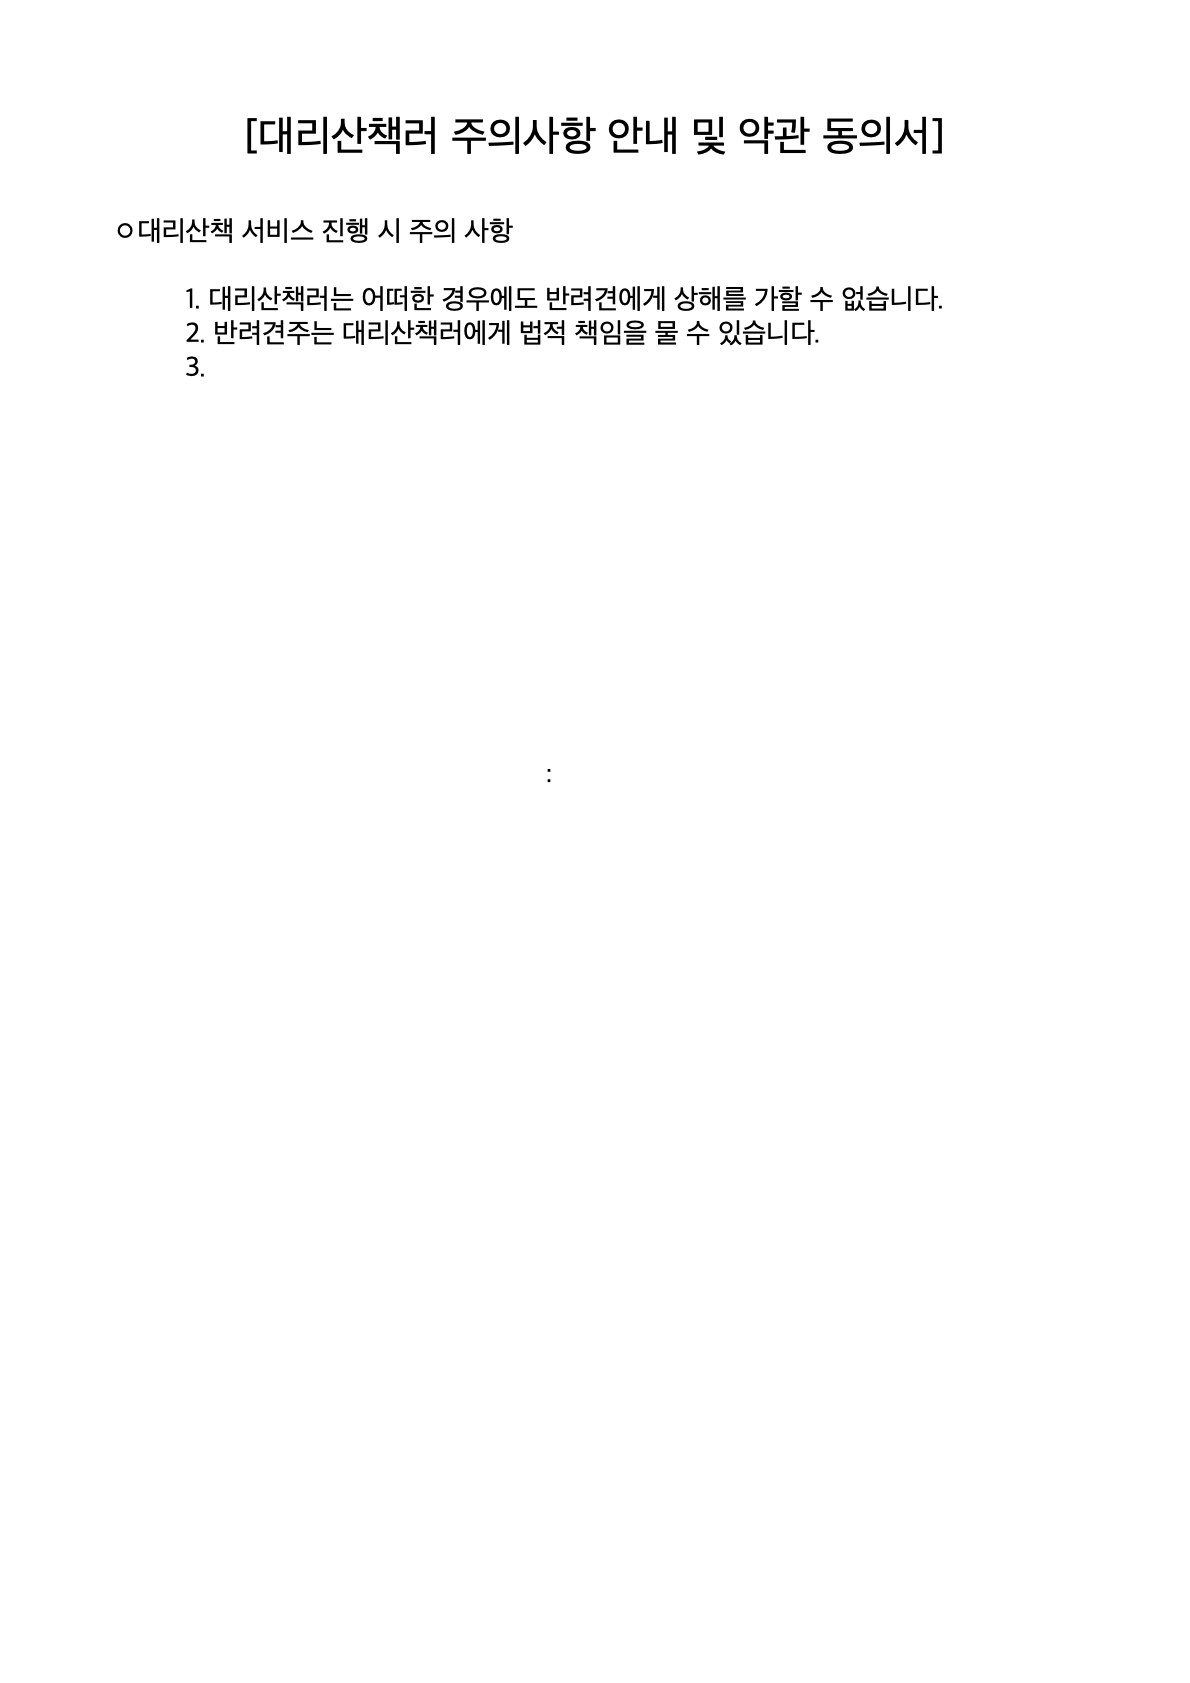 [대리산책러 주의사항 안내 및 약관 동의서]
○대리산책 서비스 진행 시 주의 사항
1. 대리산책러는 어떠한 경우에도 반려견에게 상해를 가할 수 없습니다.
2. 반려견주는 대리산책러에게 법적 책임을 물 수 있습니다.
3.
: